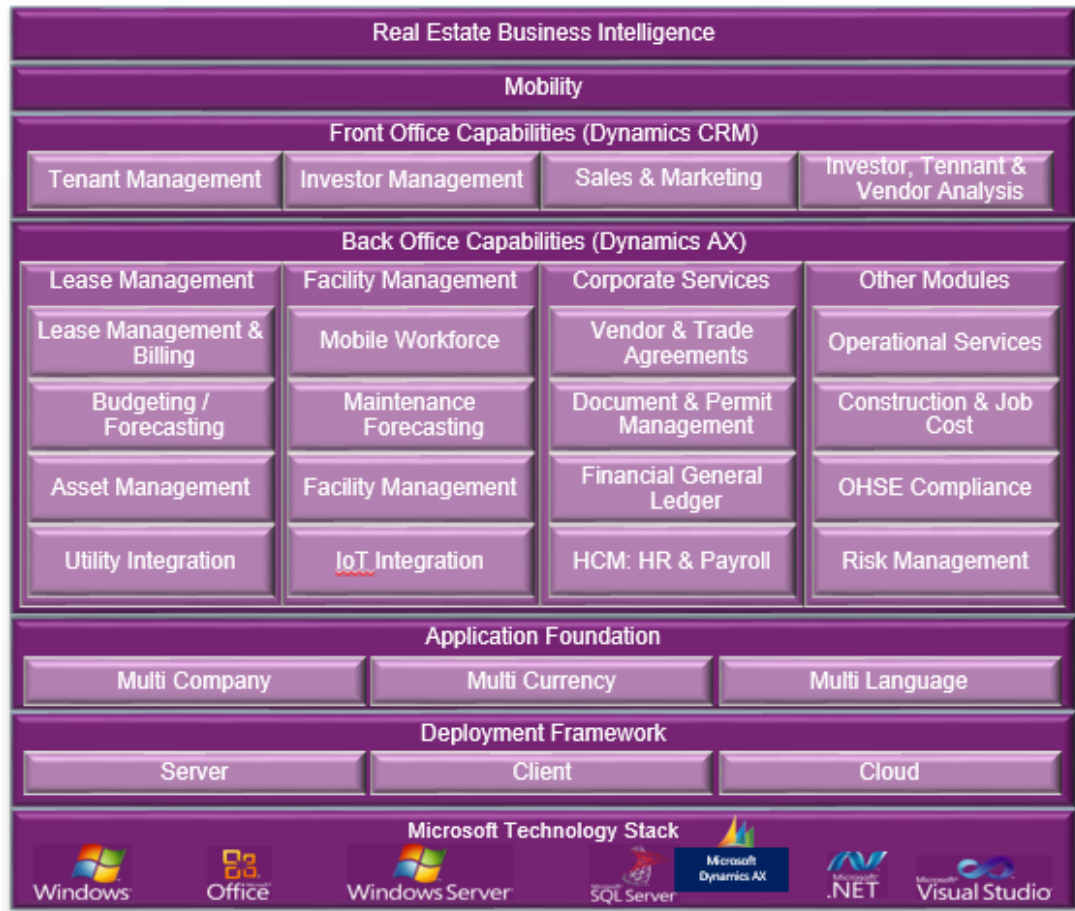 Real Estate Business Intelligence
Mobility
Front Office Capabilities (Dynamics CRM)
Tenant Management
Investor Management
Sales & Marketing
Investor, Tennant &
Vendor Analysis
Back Office Capabilities (Dynamics AX)
Lease Management
Facility Management
Corporate Services
Other Modules
Lease Management &
Billing
Mobile Workforce
Vendor & Trade
Agreements
Operational Services
Budgeting /
Forecasting
Maintenance
Forecasting
Document & Permit
Management
Construction & Job
Cost
Asset Management
Facility Management
Financial General
Ledger
OHSE Compliance
Utility Integration
IoT Integration
HCM: HR & Payroll
Risk Management
Application Foundation
Multi Company
Multi Currency
Multi Language
Deployment Framework
Server
Client
Cloud
Microsoft Technology Stack
Windows
Microsoft
Office
Windows Server
Microsoft
SQL Server
Microsoft
Dynamics AX
Microsoft
.NET
Microsoft
Visual Studio